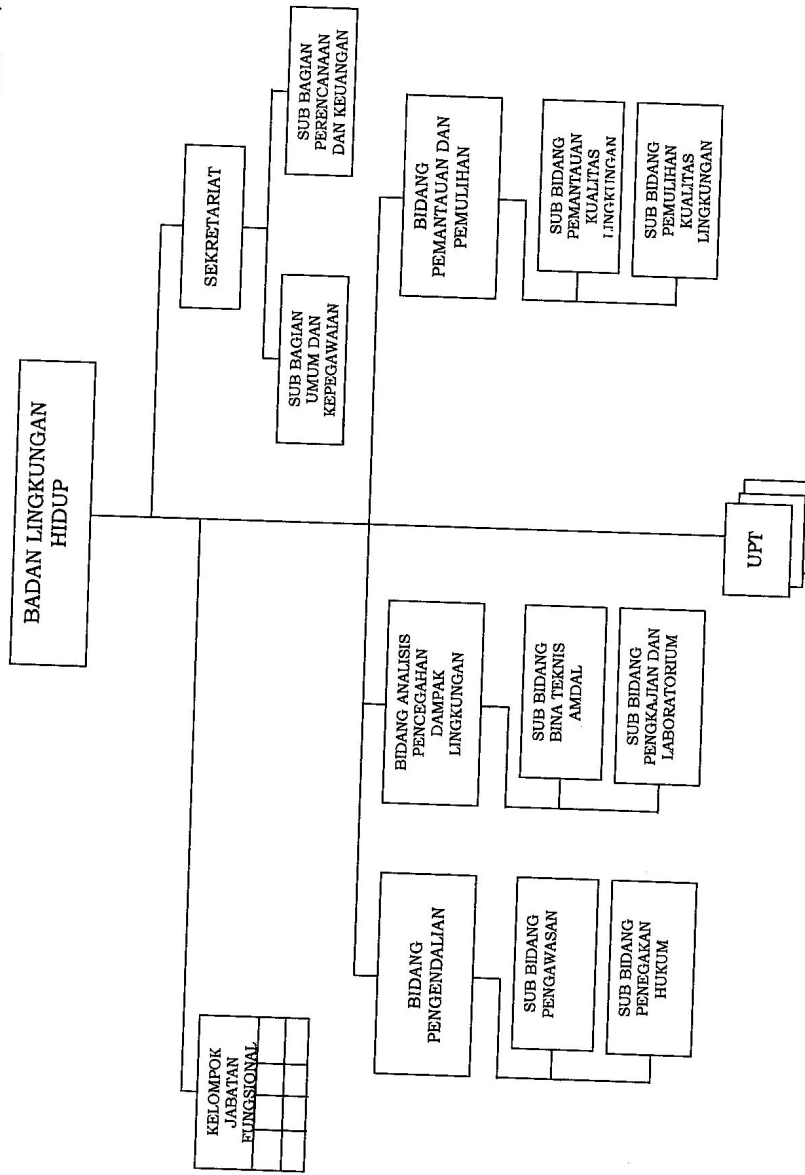 BADAN LINGKUNGAN
HIDUP
KELOMPOK
JABATAN
FUNGSIONAL
SEKRETARIAT
SUB BAGIAN
UMUM DAN
KEPEGAWAIAN
SUB BAGIAN
PERENCANAAN
DAN KEUANGAN
BIDANG
PENGENDALIAN
SUB BIDANG
PENGAWASAN
SUB BIDANG
PENEGAKAN
HUKUM
BIDANG ANALISIS
PENCEGAHAN
DAMPAK
LINGKUNGAN
SUB BIDANG
BINA TEKNIS
AMDAL
SUB BIDANG
PENGKAJIAN DAN
LABORATORIUM
BIDANG
PEMANTAUAN DAN
PEMULIHAN
SUB BIDANG
PEMANTAUAN
KUALITAS
LINGKUNGAN
SUB BIDANG
PEMULIHAN
KUALITAS
LINGKUNGAN
UPT